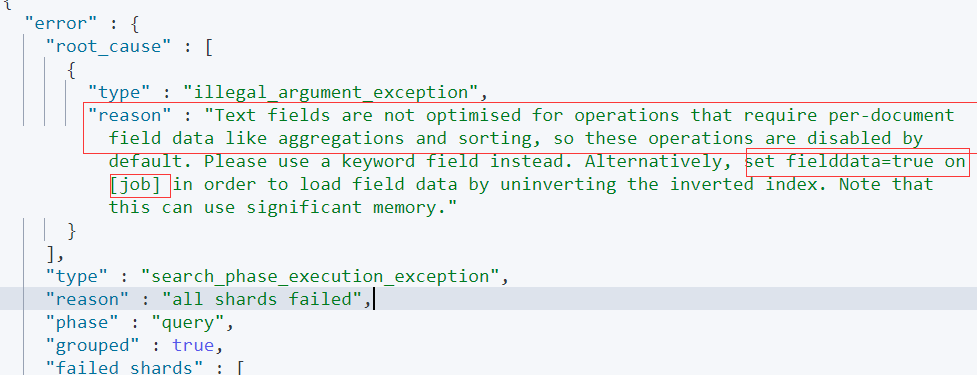 {
"error" : {
"root_cause" : [
{
"type" : "illegal_argument_exception",
"reason" : "Text fields are not optimised for operations that require per-document
field data like aggregations and sorting, so these operations are disabled by
default. Please use a keyword field instead. Alternatively, set fielddata=true on
[job] in order to load field data by uninverting the inverted index. Note that
this can use significant memory."
}
],
"type" : "search_phase_execution_exception",
"reason" : "all shards failed",
"phase" : "query",
"grouped" : true,
"failed_shards" : [